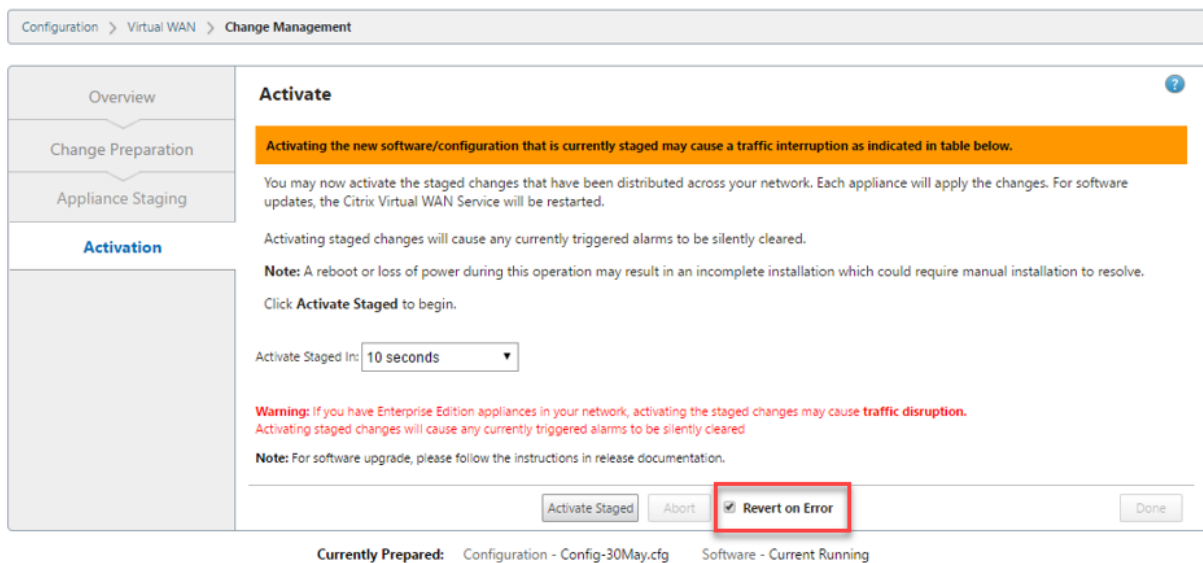 Configuration > Virtual WAN > Change Management
Overview
Change Preparation
Appliance Staging
Activation
Activate
?
Activating the new software/configuration that is currently staged may cause a traffic interruption as indicated in table below.
You may now activate the staged changes that have been distributed across your network. Each appliance will apply the changes. For software
updates, the Citrix Virtual WAN Service will be restarted.
Activating staged changes will cause any currently triggered alarms to be silently cleared.
Note: A reboot or loss of power during this operation may result in an incomplete installation which could require manual installation to resolve.
Click Activate Staged to begin.
Activate Staged In: 10 seconds
Warning: If you have Enterprise Edition appliances in your network, activating the staged changes may cause traffic disruption.
Activating staged changes will cause any currently triggered alarms to be silently cleared
Note: For software upgrade, please follow the instructions in release documentation.
Activate Staged Abort Revert on Error Done
Currently Prepared: Configuration - Config-30May.cfg Software - Current Running